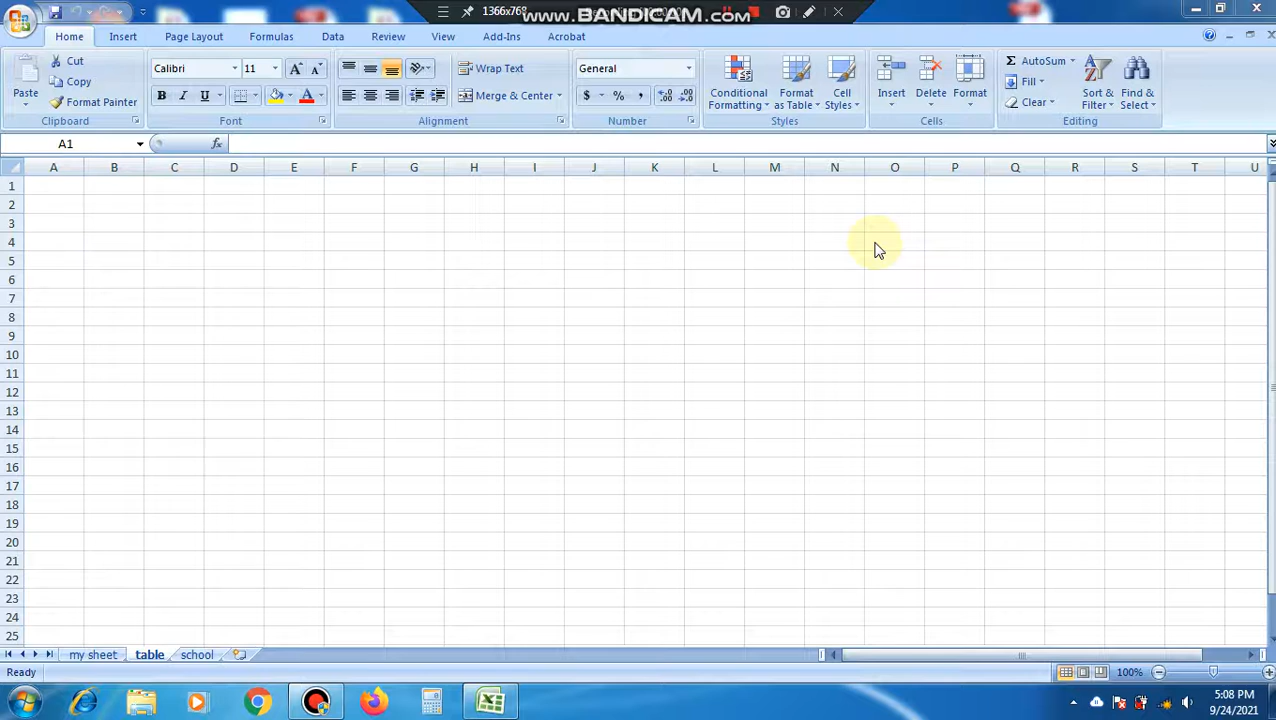 1366x768
www.BANDICAM.com
Home Insert Page Layout Formulas Data Review View Add-Ins Acrobat
Paste
Cut
Copy
Format Painter
Clipboard
Calibri 11
B I U
Font
Wrap Text
Merge & Center
Alignment
General
$ % ,
Number
Conditional Formatting
Format as Table
Cell Styles
Styles
Insert
Delete
Format
Cells
Σ AutoSum
Fill
Clear
Sort & Filter
Find & Select
Editing
A1
fx
A B C D E F G H I J K L M N O P Q R S T U
1
2
3
4
5
6
7
8
9
10
11
12
13
14
15
16
17
18
19
20
21
22
23
24
25
my sheet table school
Ready
100%
5:08 PM
9/24/2021